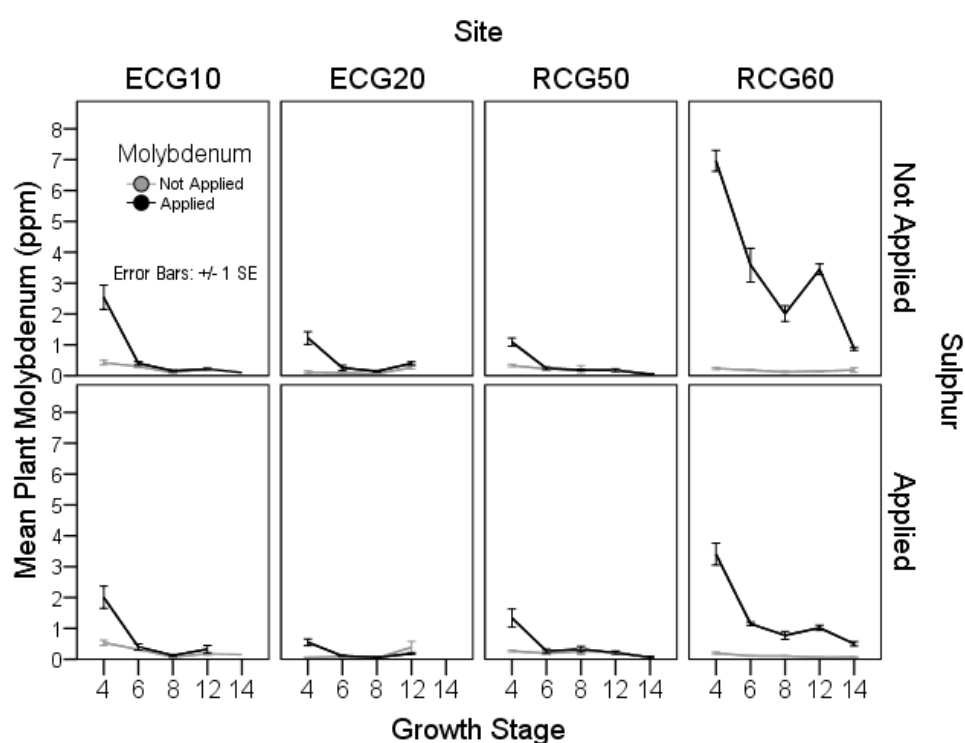 Site
ECG10 ECG20 RCG50 RCG60
Mean Plant Molybdenum (ppm)
8
7
6
5
4
3
2
1
0
Molybdenum
Not Applied
Applied
Error Bars: +/- 1 SE
Not Applied
Sulphur
8
7
6
5
4
3
2
1
0
Applied
4 6 8 12 14 4 6 8 12 14 4 6 8 12 14 4 6 8 12 14
Growth Stage